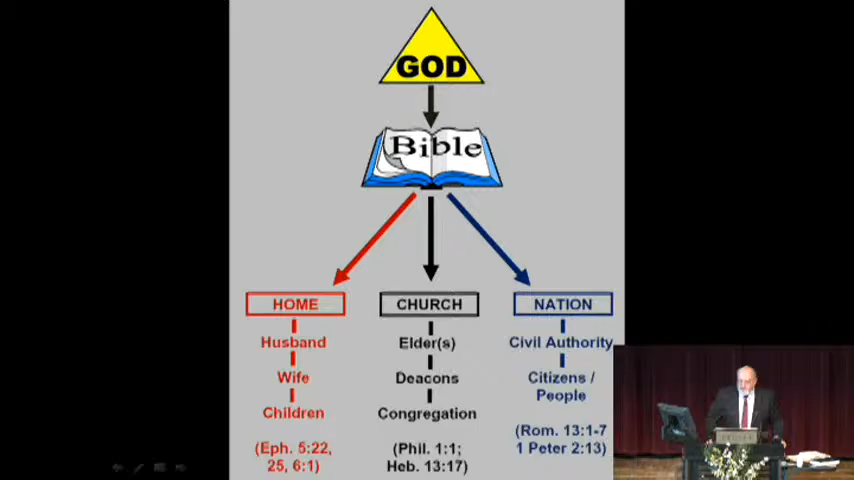 GOD
Bible
HOME
Husband
Wife
Children
(Eph. 5:22,
25, 6:1)
CHURCH
Elder(s)
Deacons
Congregation
(Phil. 1:1;
Heb. 13:17)
NATION
Civil Authority
Citizens /
People
(Rom. 13:1-7
1 Peter 2:13)